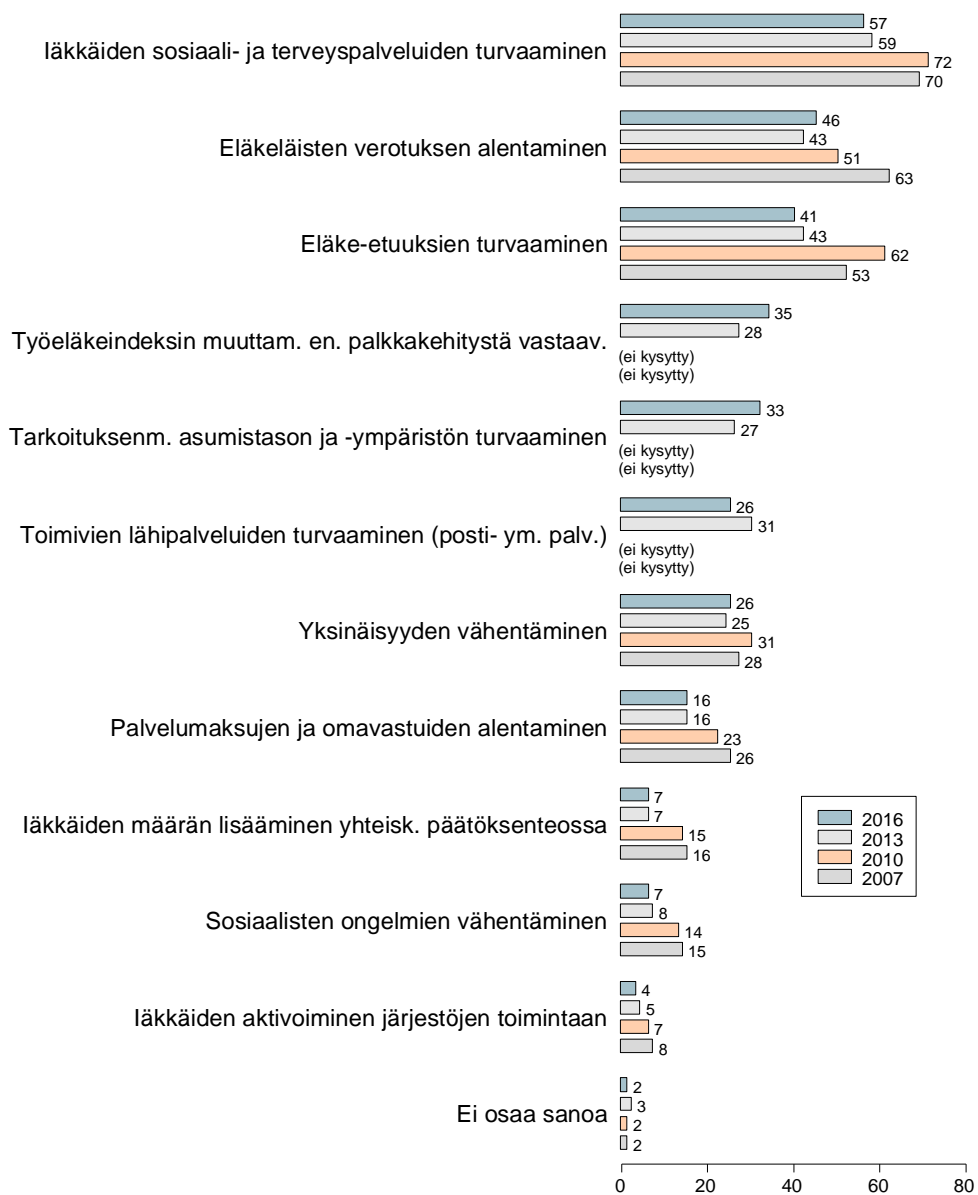 Iäkkäiden sosiaali- ja terveyspalveluiden turvaaminen
57
59
72
70
Eläkeläisten verotuksen alentaminen
46
43
51
63
Eläke-etuuksien turvaaminen
41
43
62
53
Työeläkeindeksin muuttam. en. palkkakehitystä vastaav.
35
28
(ei kysytty)
(ei kysytty)
Tarkoituksenm. asumistason ja -ympäristön turvaaminen
33
27
(ei kysytty)
(ei kysytty)
Toimivien lähipalveluiden turvaaminen (posti- ym. palv.)
26
31
(ei kysytty)
(ei kysytty)
Yksinäisyyden vähentäminen
26
25
31
28
Palvelumaksujen ja omavastuiden alentaminen
16
16
23
26
Iäkkäiden määrän lisääminen yhteisk. päätöksenteossa
7
7
15
16
Sosiaalisten ongelmien vähentäminen
7
8
14
15
Iäkkäiden aktivoiminen järjestöjen toimintaan
4
5
7
8
Ei osaa sanoa
2
3
2
2
2016
2013
2010
2007
0 20 40 60 80